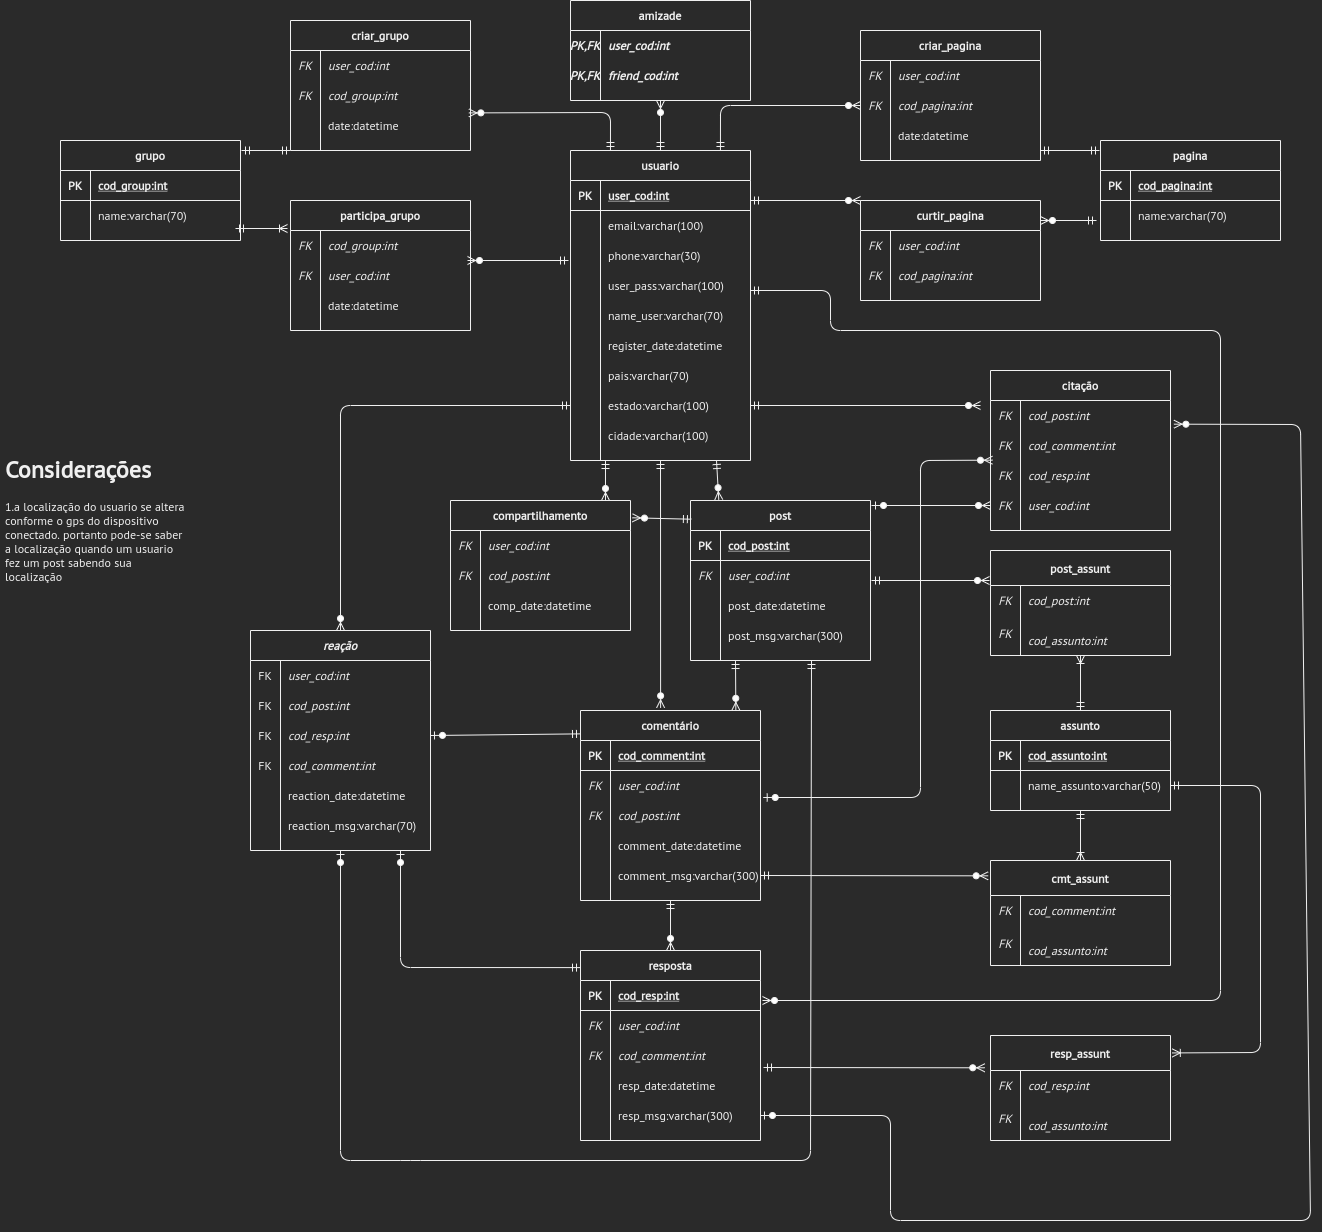 amizade
PK,FK user_cod:int
PK,FK friend_cod:int
criar_grupo
FK user_cod:int
FK cod_group:int
date:datetime
criar_pagina
FK user_cod:int
FK cod_pagina:int
date:datetime
grupo
PK cod_group:int
name:varchar(70)
participa_grupo
FK cod_group:int
FK user_cod:int
date:datetime
usuario
PK user_cod:int
email:varchar(100)
phone:varchar(30)
user_pass:varchar(100)
name_user:varchar(70)
register_date:datetime
pais:varchar(70)
estado:varchar(100)
cidade:varchar(100)
curtir_pagina
FK user_cod:int
FK cod_pagina:int
pagina
PK cod_pagina:int
name:varchar(70)
citação
FK cod_post:int
FK cod_comment:int
FK cod_resp:int
FK user_cod:int
Considerações
1.a localização do usuario se altera
conforme o gps do dispositivo
conectado. portanto pode-se saber
a localização quando um usuario
fez um post sabendo sua
localização
compartilhamento
FK user_cod:int
FK cod_post:int
comp_date:datetime
post
PK cod_post:int
FK user_cod:int
post_date:datetime
post_msg:varchar(300)
post_assunt
FK cod_post:int
FK cod_assunto:int
reação
FK user_cod:int
FK cod_post:int
FK cod_resp:int
FK cod_comment:int
reaction_date:datetime
reaction_msg:varchar(70)
comentário
PK cod_comment:int
FK user_cod:int
FK cod_post:int
comment_date:datetime
comment_msg:varchar(300)
assunto
PK cod_assunto:int
name_assunto:varchar(50)
cmt_assunt
FK cod_comment:int
FK cod_assunto:int
resposta
PK cod_resp:int
FK user_cod:int
FK cod_comment:int
resp_date:datetime
resp_msg:varchar(300)
resp_assunt
FK cod_resp:int
FK cod_assunto:int